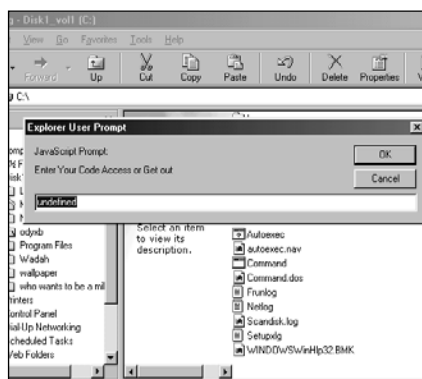 - Disk1_vol1 (C:)
View Go Favorites Tools Help
Forward Up Cut Copy Paste Undo Delete Properties
C:\
Explorer User Prompt
JavaScript Prompt:
Enter Your Code Access or Get out
OK
Cancel
undefined
Select an item
to view its
description.
odyxb
Program Files
Wadah
wallpaper
who wants to be a mil
rinters
ontrol Panel
ial-Up Networking
cheduled Tasks
Web Folders
Autoexec
autoexec.nav
Command
Command.dos
Frunlog
Netlog
Scandisk.log
Setupxlg
WINDOWSWinHlp32.BMK